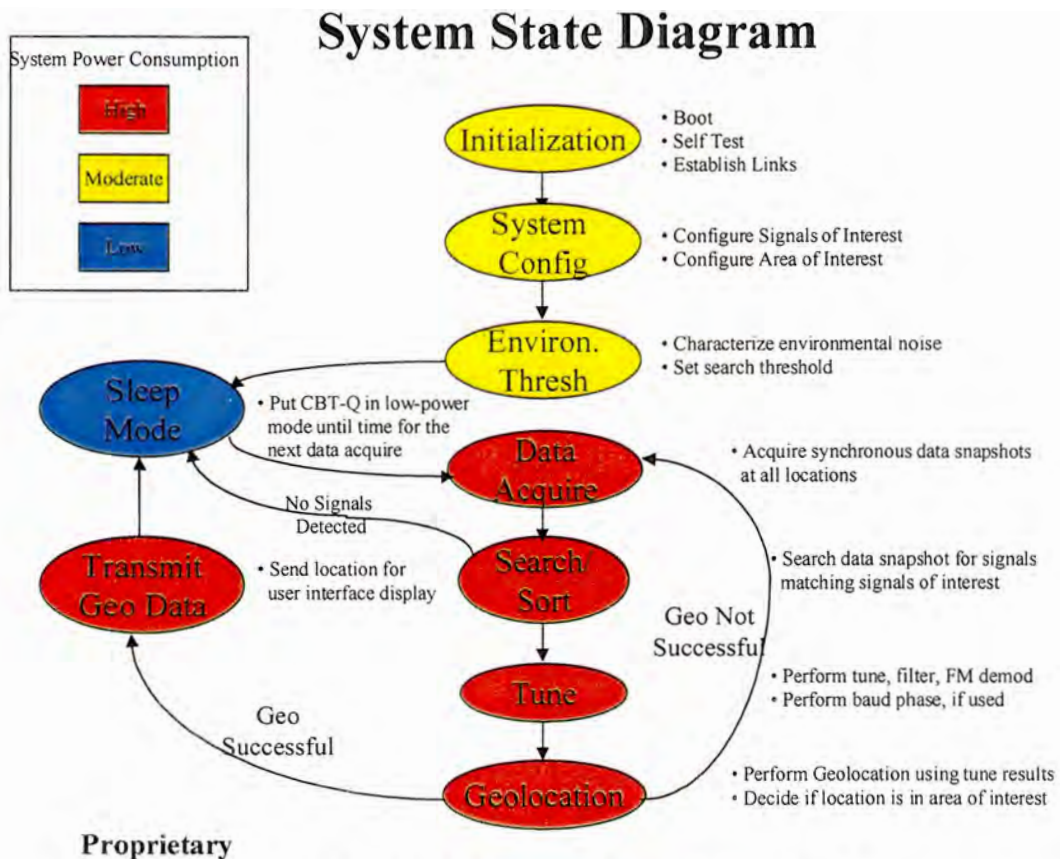 System State Diagram
System Power Consumption
High
Moderate
Low
Initialization
• Boot
• Self Test
• Establish Links
System
Config
• Configure Signals of Interest
• Configure Area of Interest
Environ.
Thresh
• Characterize environmental noise
• Set search threshold
Sleep
Mode
• Put CBT-Q in low-power
mode until time for the
next data acquire
Data
Acquire
• Acquire synchronous data snapshots
at all locations
No Signals
Detected
Search/
Sort
• Search data snapshot for signals
matching signals of interest
Transmit
Geo Data
• Send location for
user interface display
Geo Not
Successful
Tune
• Perform tune, filter, FM demod
• Perform baud phase, if used
Geo
Successful
Geolocation
• Perform Geolocation using tune results
• Decide if location is in area of interest
Proprietary